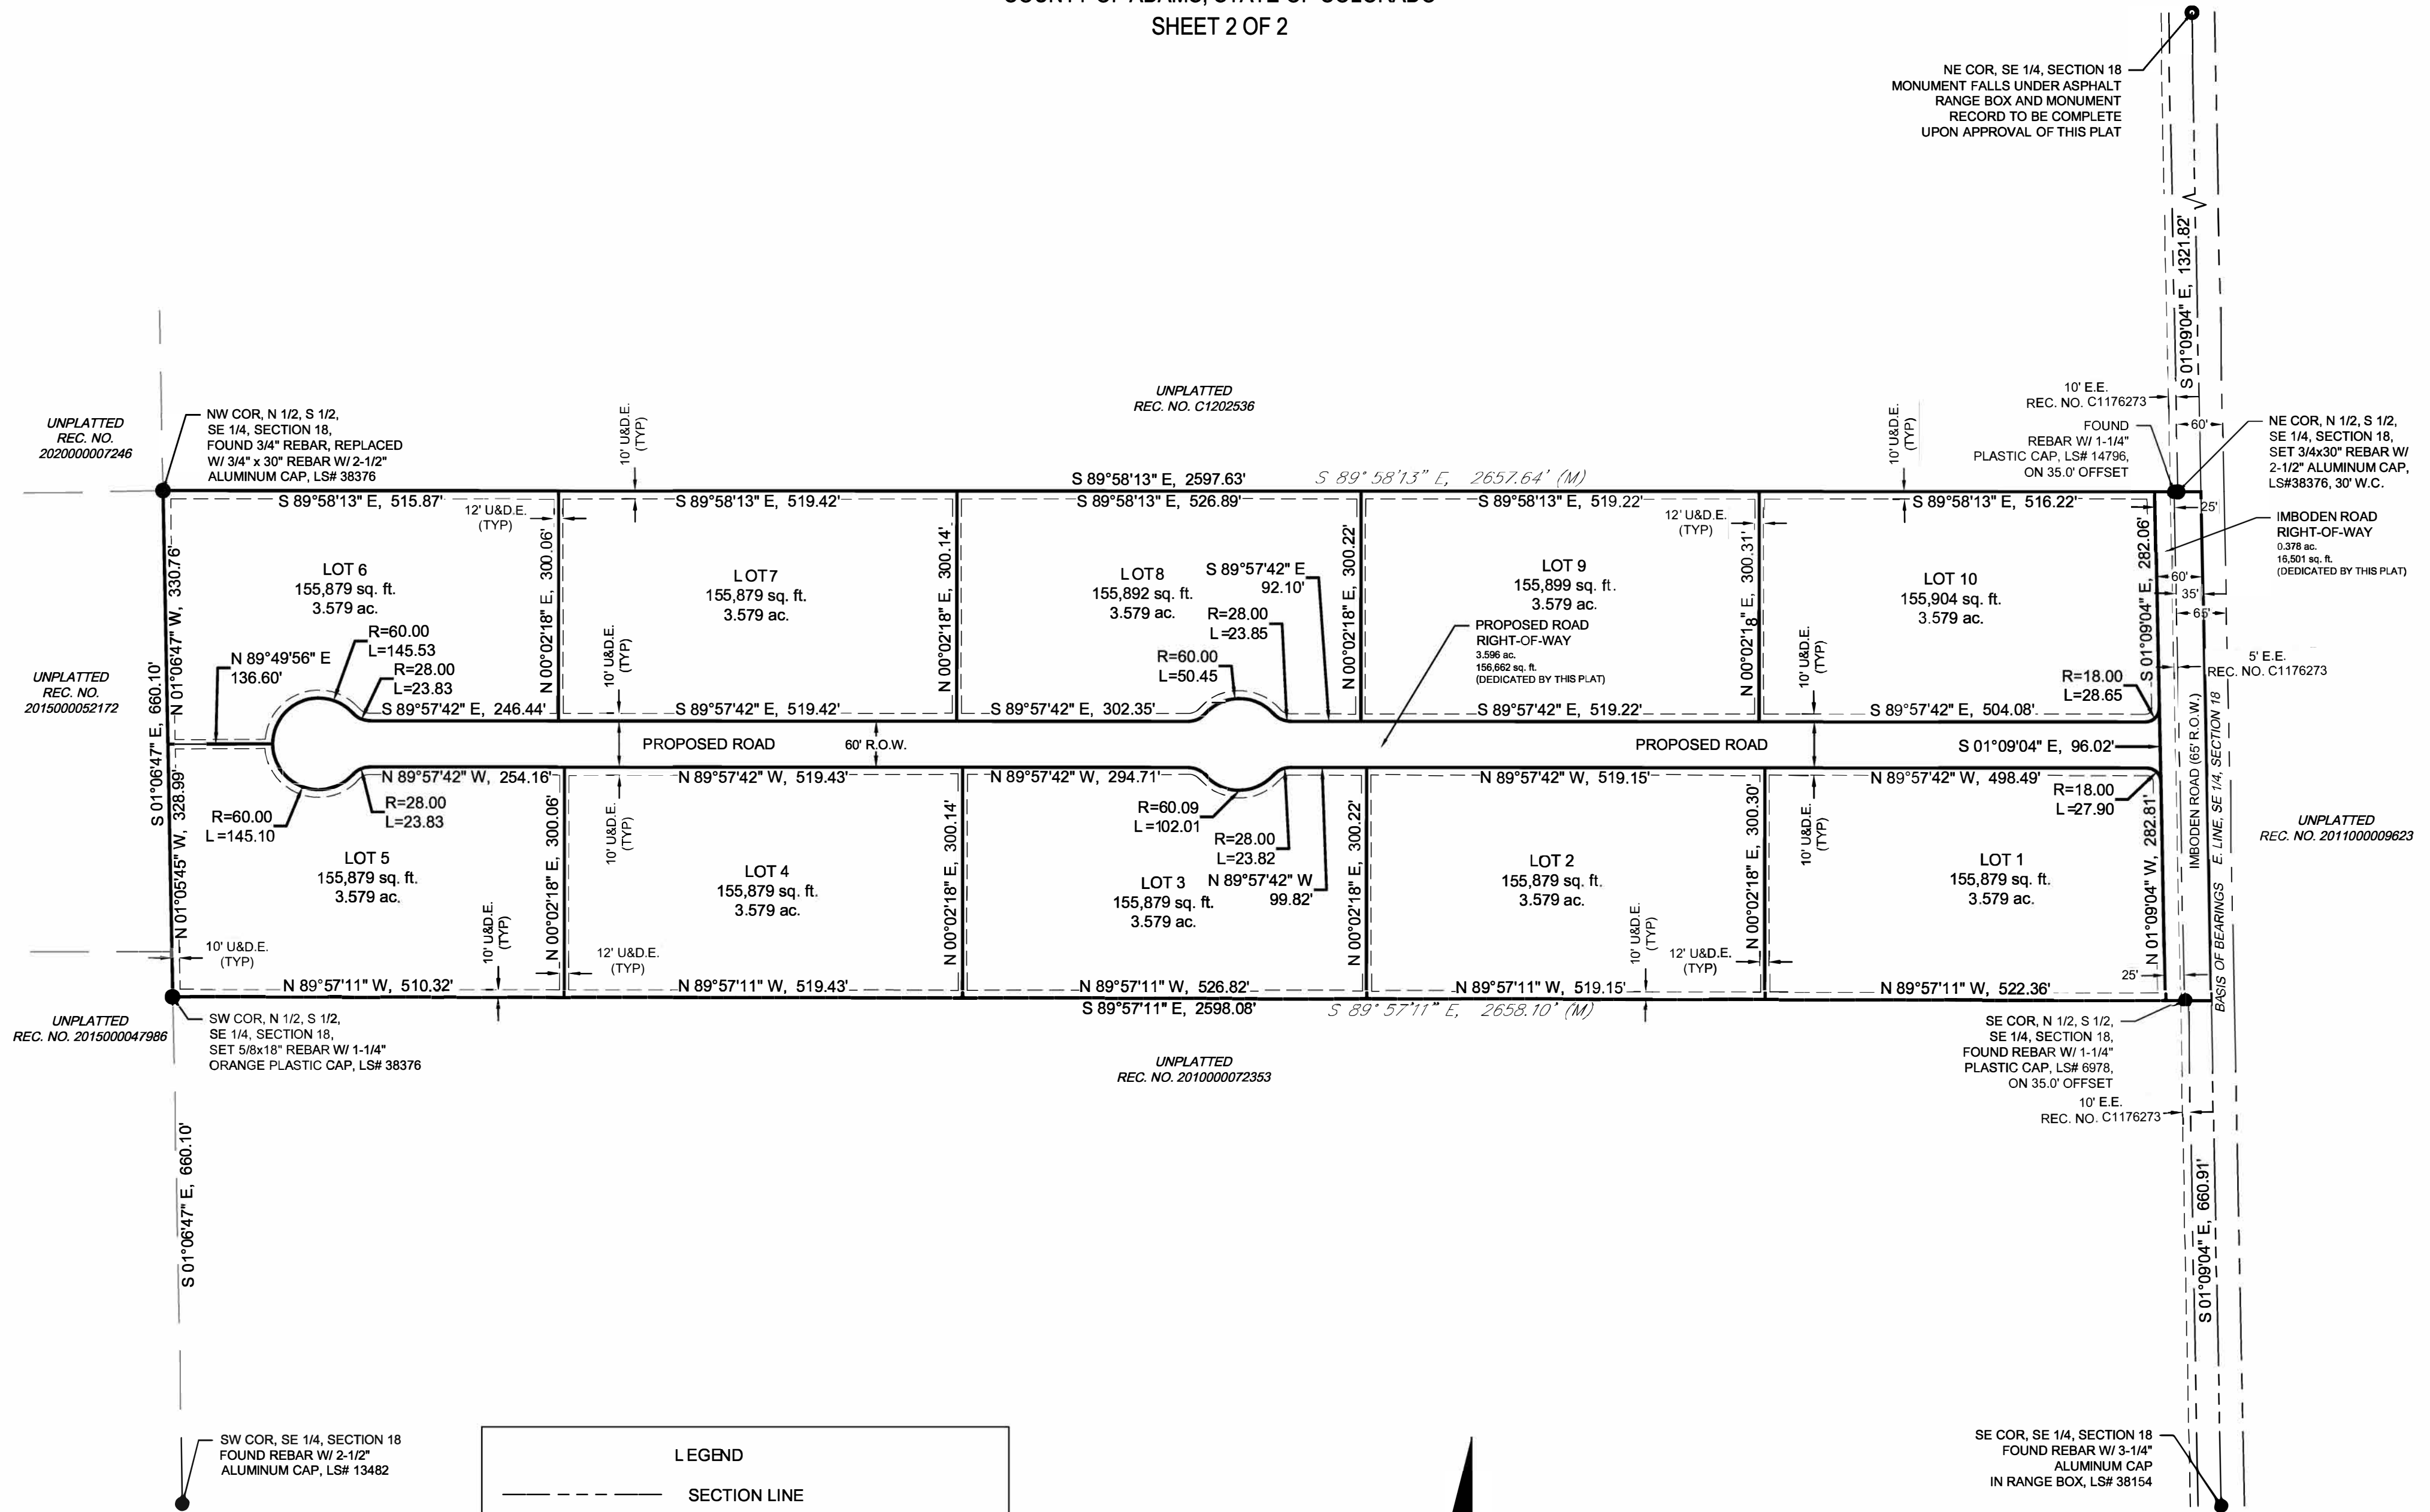 SHEET 2 OF 2
NE COR, SE 1/4, SECTION 18
MONUMENT FALLS UNDER ASPHALT
RANGE BOX AND MONUMENT
RECORD TO BE COMPLETE
UPON APPROVAL OF THIS PLAT
S 01°09'04" E, 1321.82'
UNPLATTED
REC. NO.
2020000007246
NW COR, N 1/2, S 1/2,
SE 1/4, SECTION 18,
FOUND 3/4" REBAR, REPLACED
W/ 3/4" x 30" REBAR W/ 2-1/2"
ALUMINUM CAP, LS# 38376
10' U&D.E.
(TYP)
UNPLATTED
REC. NO. C1202536
10' U&D.E.
(TYP)
10' E.E.
REC. NO. C1176273
FOUND
REBAR W/ 1-1/4"
PLASTIC CAP, LS# 14796,
ON 35.0' OFFSET
60'
NE COR, N 1/2, S 1/2,
SE 1/4, SECTION 18,
SET 3/4x30" REBAR W/
2-1/2" ALUMINUM CAP,
LS#38376, 30' W.C.
S 89°58'13" E, 2597.63'
S 89°58'13" E, 2657.64' (M)
S 89°58'13" E, 515.87'
S 89°58'13" E, 519.42'
S 89°58'13" E, 526.89'
S 89°58'13" E, 519.22'
S 89°58'13" E, 516.22'
25'
12' U&D.E.
(TYP)
12' U&D.E.
(TYP)
IMBODEN ROAD
RIGHT-OF-WAY
0.378 ac.
16,501 sq. ft.
(DEDICATED BY THIS PLAT)
60'
35'
65'
N 01°06'47" W, 330.76'
LOT 6
155,879 sq. ft.
3.579 ac.
N 00°02'18" E, 300.06'
LOT7
155,879 sq. ft.
3.579 ac.
N 00°02'18" E, 300.14'
LOT8
155,892 sq. ft.
3.579 ac.
S 89°57'42" E
92.10'
N 00°02'18" E, 300.22'
LOT 9
155,899 sq. ft.
3.579 ac.
N 00°02'18" E, 300.31'
LOT 10
155,904 sq. ft.
3.579 ac.
S 01°09'04" E, 282.06'
R=60.00
L=145.53
R=28.00
L=23.83
N 89°49'56" E
136.60'
10' U&D.E.
(TYP)
R=28.00
L=23.85
R=60.00
L=50.45
PROPOSED ROAD
RIGHT-OF-WAY
3.596 ac.
156,662 sq. ft.
(DEDICATED BY THIS PLAT)
10' U&D.E.
(TYP)
5' E.E.
REC. NO. C1176273
R=18.00
L=28.65
UNPLATTED
REC. NO.
2015000052172
S 01°06'47" E, 660.10'
S 89°57'42" E, 246.44'
S 89°57'42" E, 519.42'
S 89°57'42" E, 302.35'
S 89°57'42" E, 519.22'
S 89°57'42" E, 504.08'
PROPOSED ROAD
60' R.O.W.
PROPOSED ROAD
S 01°09'04" E, 96.02'
N 89°57'42" W, 254.16'
N 89°57'42" W, 519.43'
N 89°57'42" W, 294.71'
N 89°57'42" W, 519.15'
N 89°57'42" W, 498.49'
N 01°05'45" W, 328.99'
R=60.00
L=145.10
R=28.00
L=23.83
N 00°02'18" E, 300.06'
10' U&D.E.
(TYP)
N 00°02'18" E, 300.14'
R=60.09
L=102.01
R=28.00
L=23.82
N 89°57'42" W
99.82'
N 00°02'18" E, 300.22'
N 00°02'18" E, 300.30'
10' U&D.E.
(TYP)
R=18.00
L=27.90
N 01°09'04" W, 282.81'
IMBODEN ROAD (65' R.O.W.)
BASIS OF BEARINGS E. LINE, SE 1/4, SECTION 18
UNPLATTED
REC. NO. 2011000009623
LOT 5
155,879 sq. ft.
3.579 ac.
LOT 4
155,879 sq. ft.
3.579 ac.
LOT 3
155,879 sq. ft.
3.579 ac.
LOT 2
155,879 sq. ft.
3.579 ac.
LOT 1
155,879 sq. ft.
3.579 ac.
10' U&D.E.
(TYP)
10' U&D.E.
(TYP)
12' U&D.E.
(TYP)
10' U&D.E.
(TYP)
12' U&D.E.
(TYP)
25'
N 89°57'11" W, 510.32'
N 89°57'11" W, 519.43'
N 89°57'11" W, 526.82'
N 89°57'11" W, 519.15'
N 89°57'11" W, 522.36'
S 89°57'11" E, 2598.08'
S 89°57'11" E, 2658.10' (M)
UNPLATTED
REC. NO. 2015000047986
SW COR, N 1/2, S 1/2,
SE 1/4, SECTION 18,
SET 5/8x18" REBAR W/ 1-1/4"
ORANGE PLASTIC CAP, LS# 38376
UNPLATTED
REC. NO. 2010000072353
SE COR, N 1/2, S 1/2,
SE 1/4, SECTION 18,
FOUND REBAR W/ 1-1/4"
PLASTIC CAP, LS# 6978,
ON 35.0' OFFSET
10' E.E.
REC. NO. C1176273
S 01°06'47" E, 660.10'
S 01°09'04" E, 660.91'
SW COR, SE 1/4, SECTION 18
FOUND REBAR W/ 2-1/2"
ALUMINUM CAP, LS# 13482
LEGEND
SECTION LINE
SE COR, SE 1/4, SECTION 18
FOUND REBAR W/ 3-1/4"
ALUMINUM CAP
IN RANGE BOX, LS# 38154